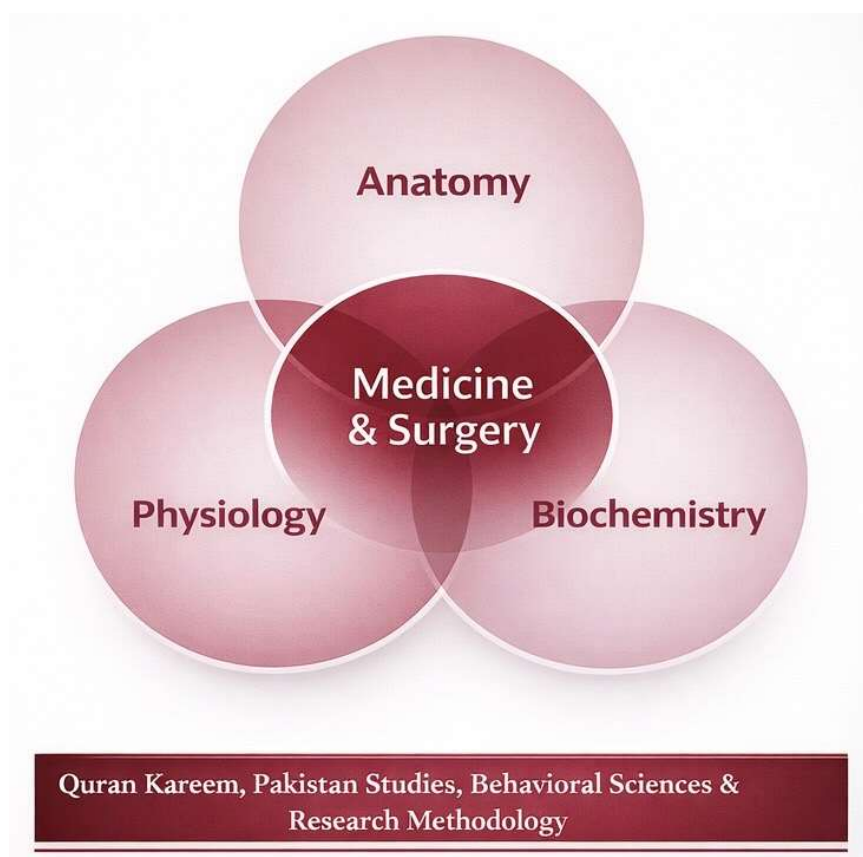 Anatomy
Medicine
& Surgery
Physiology
Biochemistry
Quran Kareem, Pakistan Studies, Behavioral Sciences &
Research Methodology